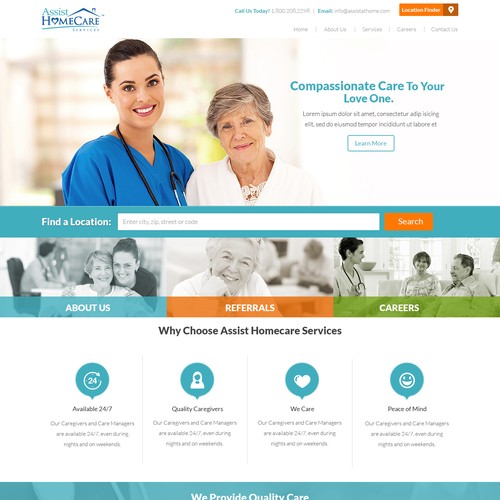 Assist
HOMECARE™
SERVICES
Call Us Today! 1.800.208.2298 | Email: info@assistathome.com
Location Finder
Home | About Us | Services | Careers | Contact Us
Compassionate Care To Your
Love One.
Lorem ipsum dolor sit amet, consectetur adipiscing
elit, sed do eiusmod tempor incididunt ut labore et
Learn More
Find a Location:
Enter city, zip, street or code
Search
ABOUT US
REFERRALS
CAREERS
Why Choose Assist Homecare Services
24
Available 24/7
Our Caregivers and Care Managers
are available 24/7, even during
nights and on weekends.
Quality Caregivers
Our Caregivers and Care Managers
are available 24/7, even during
nights and on weekends.
We Care
Our Caregivers and Care Managers
are available 24/7, even during
nights and on weekends.
Peace of Mind
Our Caregivers and Care Managers
are available 24/7, even during
nights and on weekends.
We Provide Quality Care